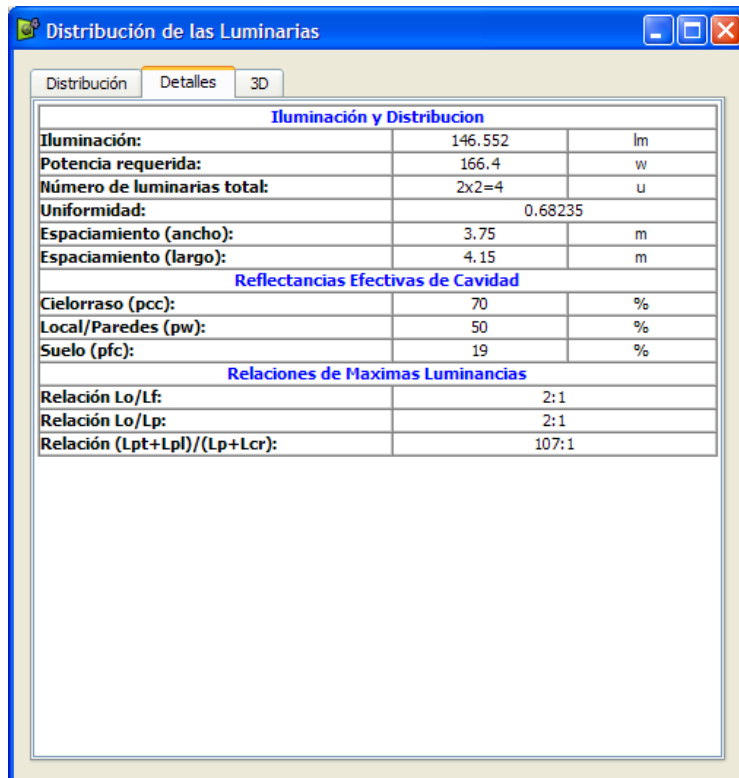 Distribución de las Luminarias
Distribución Detalles 3D
Iluminación y Distribucion
Iluminación: 146.552 lm
Potencia requerida: 166.4 w
Número de luminarias total: 2x2=4 u
Uniformidad: 0.68235
Espaciamiento (ancho): 3.75 m
Espaciamiento (largo): 4.15 m
Reflectancias Efectivas de Cavidad
Cielorraso (pcc): 70 %
Local/Paredes (pw): 50 %
Suelo (pfc): 19 %
Relaciones de Maximas Luminancias
Relación Lo/Lf: 2:1
Relación Lo/Lp: 2:1
Relación (Lpt+Lpl)/(Lp+Lcr): 107:1